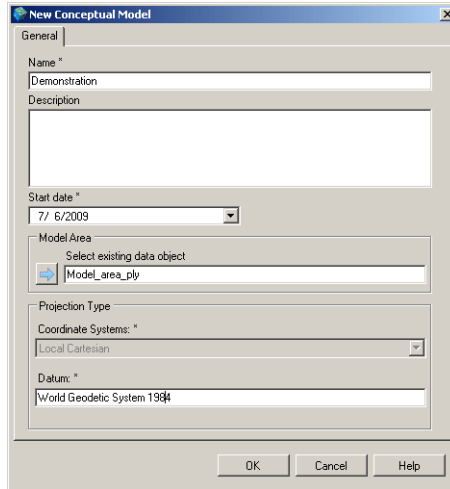 New Conceptual Model
General
Name *
Demonstration
Description
Start date *
7/ 6/2009
Model Area
Select existing data object
Model_area_ply
Projection Type
Coordinate Systems: *
Local Cartesian
Datum: *
World Geodetic System 1984
OK Cancel Help